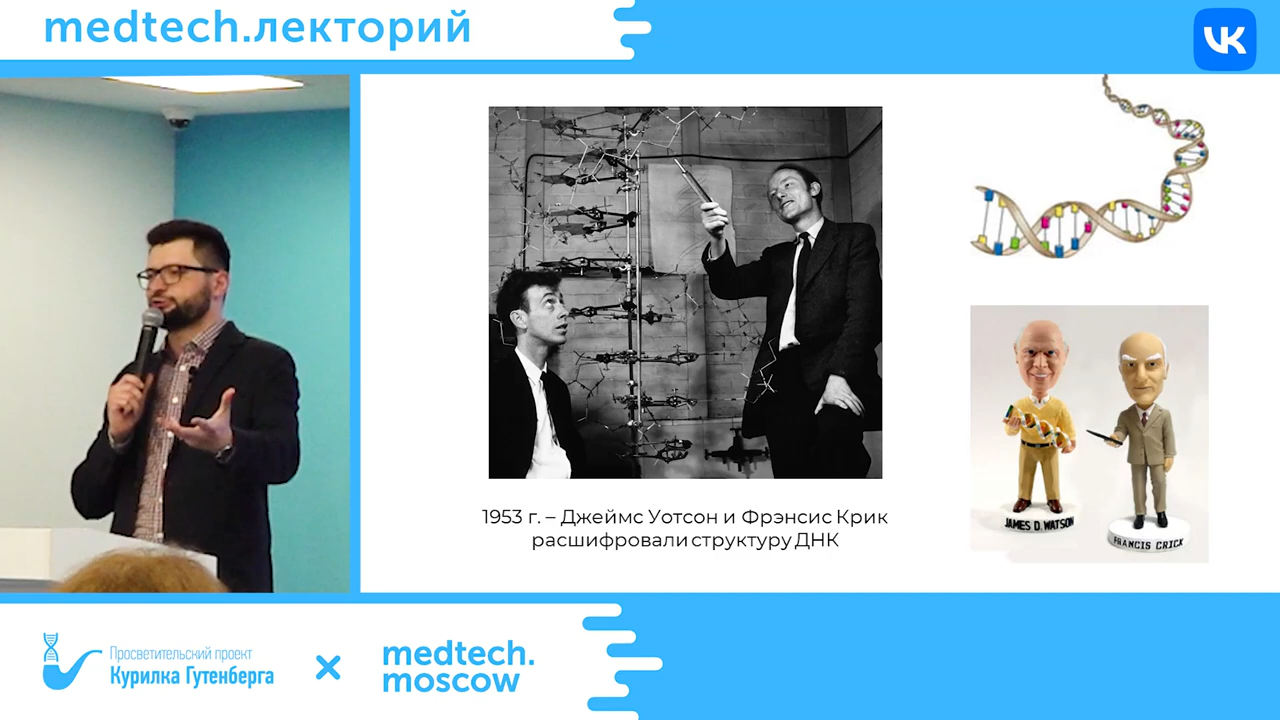 medtech.лекторий
VK
1953 г. – Джеймс Уотсон и Фрэнсис Крик
расшифровали структуру ДНК
JAMES D. WATSON
FRANCIS CRICK
Просветительский проект
Курилка Гутенберга
×
medtech.
moscow